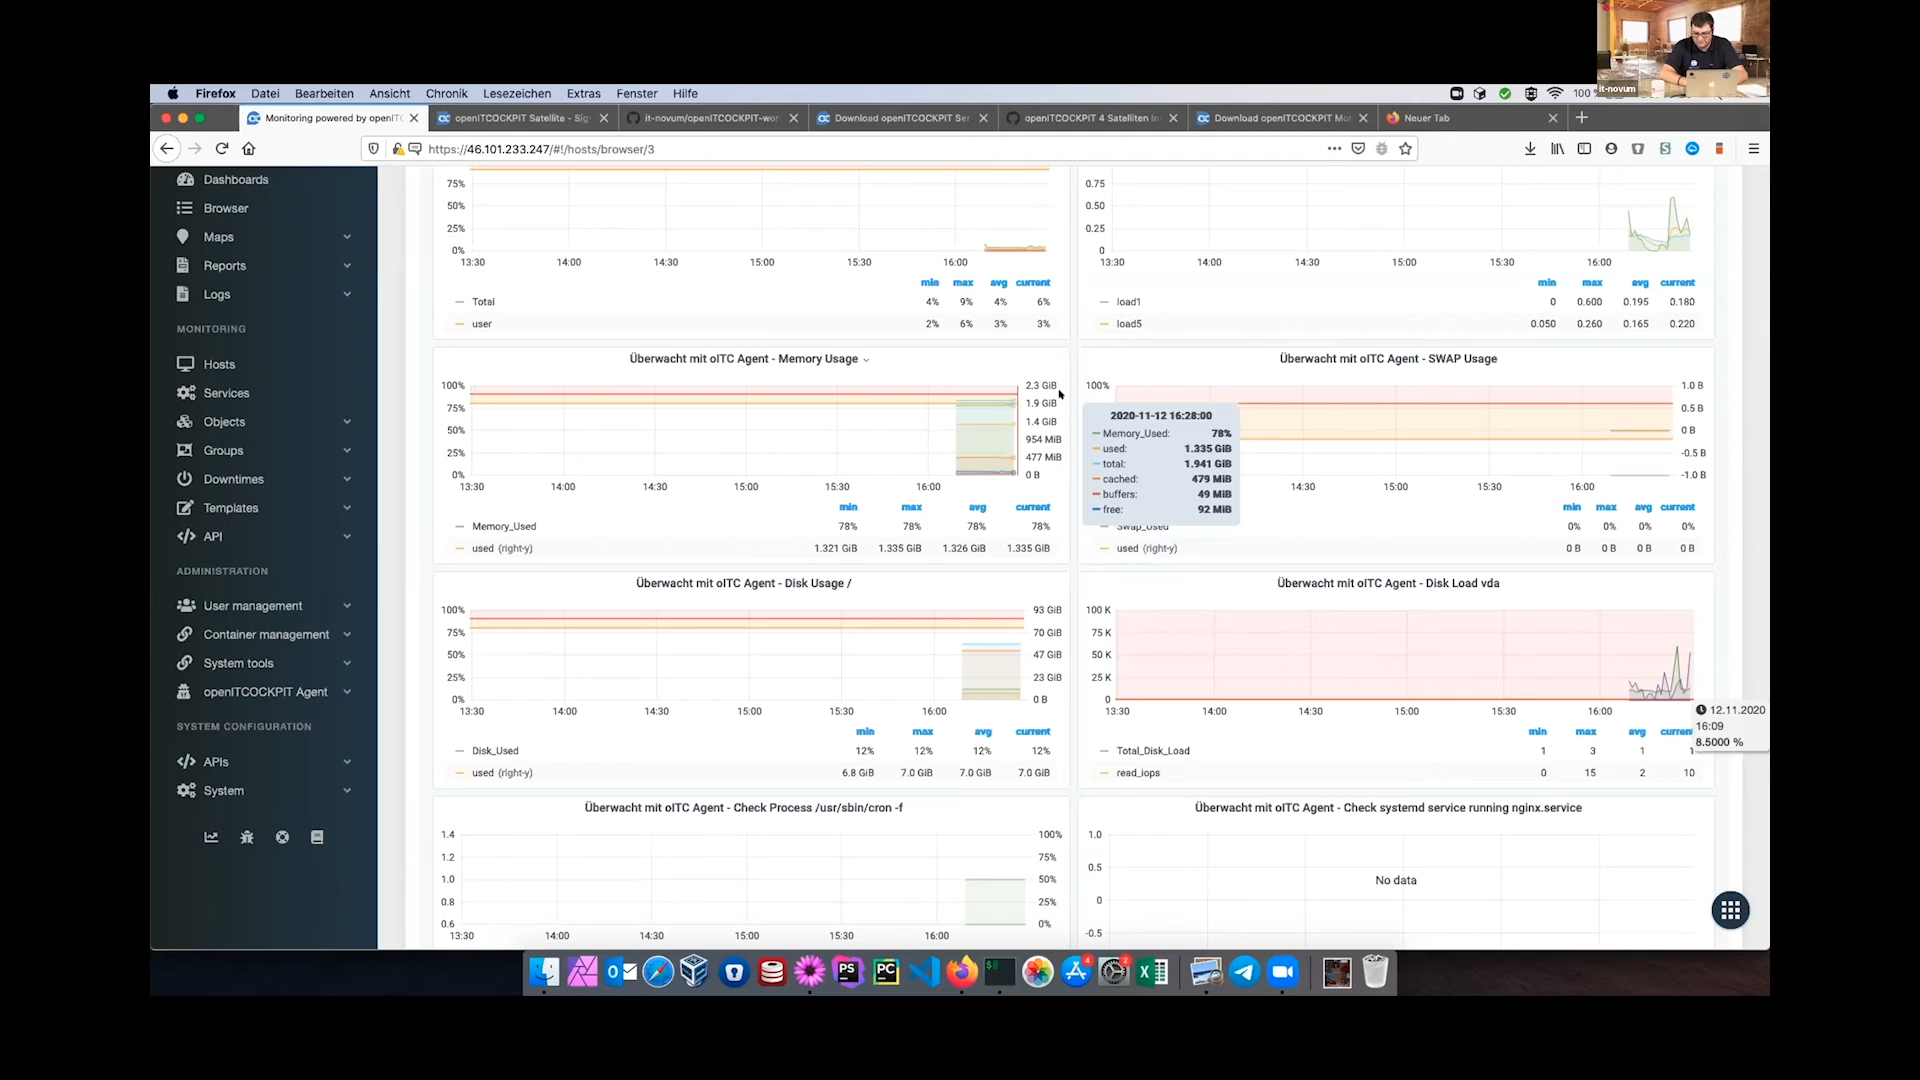 it-novum
Firefox Datei Bearbeiten Ansicht Chronik Lesezeichen Extras Fenster Hilfe
100
Monitoring powered by openITC
openITCOCKPIT Satellite - Sig
it-novum/openITCOCKPIT-wor
Download openITCOCKPIT Ser
openITCOCKPIT 4 Satelliten In
Download openITCOCKPIT Mo
Neuer Tab
https://46.101.233.247/#!/hosts/browser/3
Dashboards
Browser
Maps
Reports
Logs
MONITORING
Hosts
Services
Objects
Groups
Downtimes
Templates
API
ADMINISTRATION
User management
Container management
System tools
openITCOCKPIT Agent
SYSTEM CONFIGURATION
APIs
System
75%
50%
25%
0%
13:30 14:00 14:30 15:00 15:30 16:00
min max avg current
Total 4% 9% 4% 6%
user 2% 6% 3% 3%
0.75
0.50
0.25
0
13:30 14:00 14:30 15:00 15:30 16:00
min max avg current
load1 0 0.600 0.195 0.180
load5 0.050 0.260 0.165 0.220
Überwacht mit oITC Agent - Memory Usage
100% 2.3 GiB
1.9 GiB
75%
1.4 GiB
50%
954 MiB
25% 477 MiB
0% 0 B
13:30 14:00 14:30 15:00 15:30 16:00
min max avg current
Memory_Used 78% 78% 78% 78%
used (right-y) 1.321 GiB 1.335 GiB 1.326 GiB 1.335 GiB
2020-11-12 16:28:00
Memory_Used: 78%
used: 1.335 GiB
total: 1.941 GiB
cached: 479 MiB
buffers: 49 MiB
free: 92 MiB
Überwacht mit oITC Agent - SWAP Usage
100% 1.0 B
0.5 B
0 B
-0.5 B
-1.0 B
14:30 15:00 15:30 16:00
min max avg current
Swap_Used 0% 0% 0% 0%
used (right-y) 0 B 0 B 0 B 0 B
Überwacht mit oITC Agent - Disk Usage /
100% 93 GiB
75% 70 GiB
50% 47 GiB
25% 23 GiB
0% 0 B
13:30 14:00 14:30 15:00 15:30 16:00
min max avg current
Disk_Used 12% 12% 12% 12%
used (right-y) 6.8 GiB 7.0 GiB 7.0 GiB 7.0 GiB
Überwacht mit oITC Agent - Disk Load vda
100 K
75 K
50 K
25 K
0
13:30 14:00 14:30 15:00 15:30 16:00
min max avg current
Total_Disk_Load 1 3 1 1
read_iops 0 15 2 10
12.11.2020
16:09
8.5000 %
Überwacht mit oITC Agent - Check Process /usr/sbin/cron -f
1.4 100%
1.2 75%
1.0 50%
0.8 25%
0.6 0%
13:30 14:00 14:30 15:00 15:30 16:00
Überwacht mit oITC Agent - Check systemd service running nginx.service
1.0
0.5
No data
0
-0.5
PS
PC
4
2